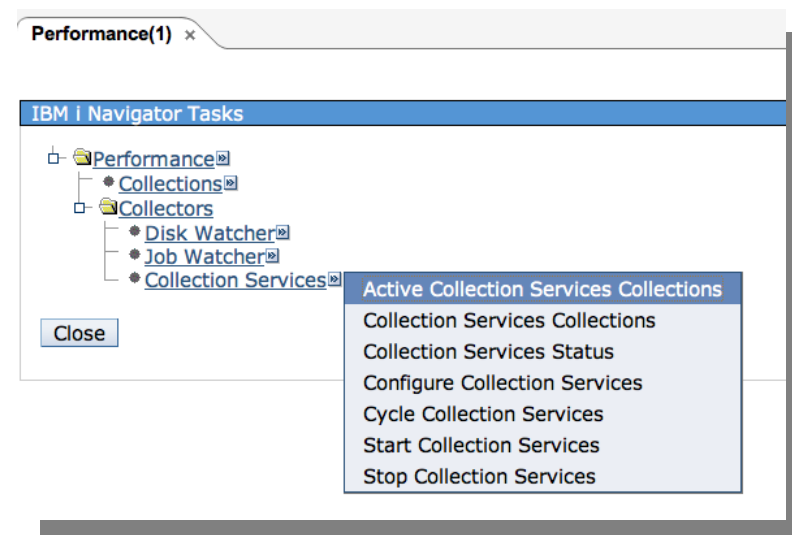 Performance(1) ×
IBM i Navigator Tasks
Performance
Collections
Collectors
Disk Watcher
Job Watcher
Collection Services
Active Collection Services Collections
Collection Services Collections
Collection Services Status
Configure Collection Services
Cycle Collection Services
Start Collection Services
Stop Collection Services
Close